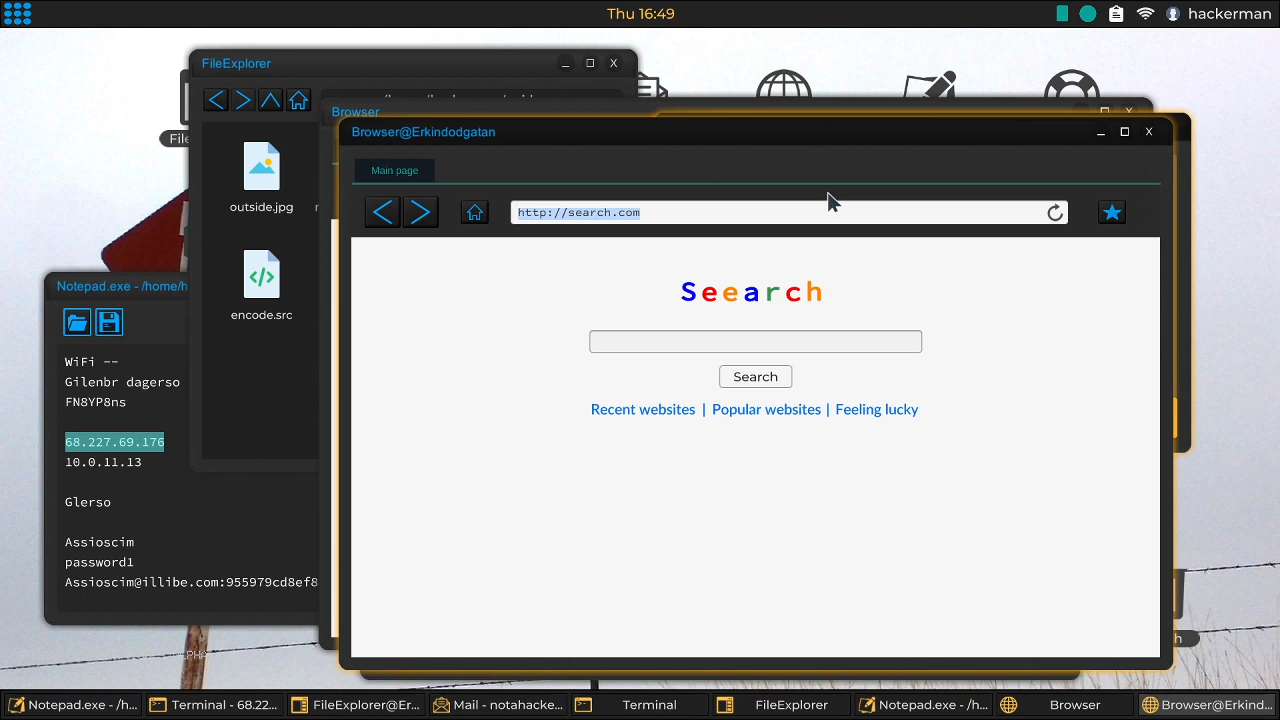 Thu 16:49
hackerman
FileExplorer
Browser
Browser@Erkindodgatan
Main page
http://search.com
outside.jpg
encode.src
Seearch
Search
Recent websites | Popular websites | Feeling lucky
Notepad.exe - /home/h
WiFi --
Gilenbr dagerso
FN8YP8ns
68.227.69.176
10.0.11.13
Glerso
Assioscim
password1
Assioscim@illibe.com:955979cd8ef8
Notepad.exe - /h...
Terminal - 68.22...
FileExplorer@Er...
Mail - notahacke...
Terminal
FileExplorer
Notepad.exe - /h...
Browser
Browser@Erkind...